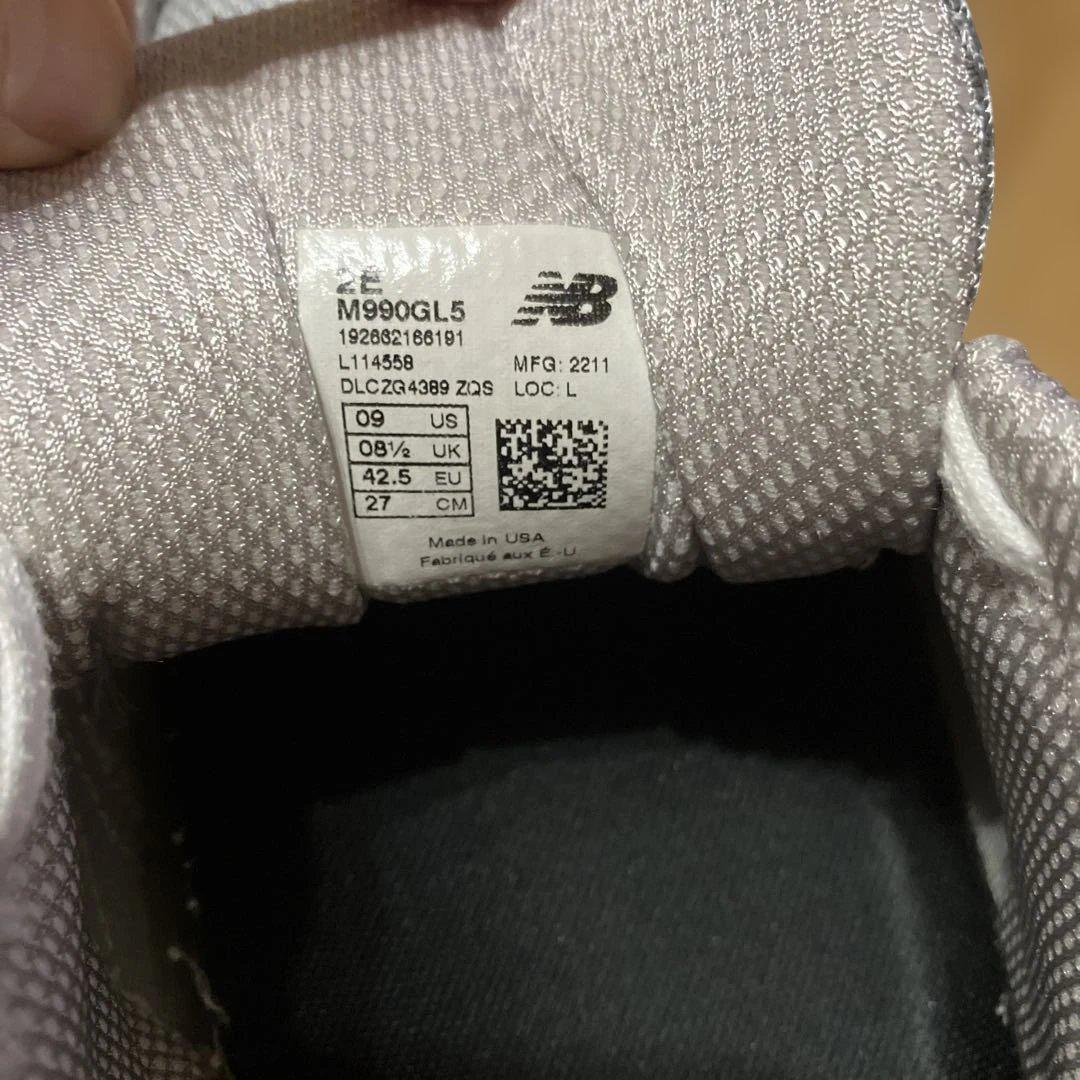 2E
M990GL5
NB
192662166191
L114558
MFG: 2211
DLCZG4389 ZQS
LOC: L
09 US
08½ UK
42.5 EU
27 CM
Made in USA
Fabriqué aux É.-U